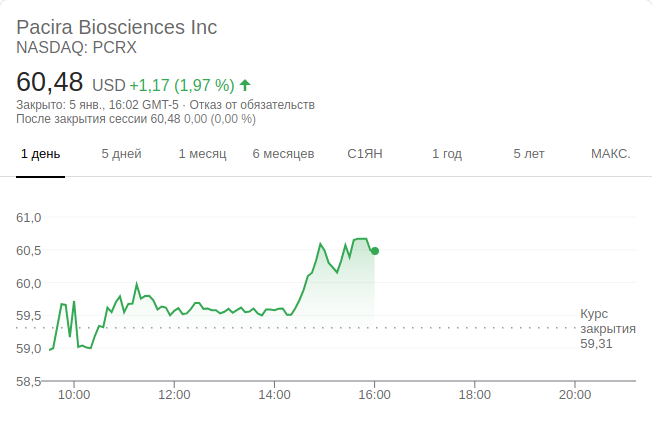 Pacira Biosciences Inc
NASDAQ: PCRX
60,48 USD +1,17 (1,97 %)
Закрыто: 5 янв., 16:02 GMT-5 · Отказ от обязательств
После закрытия сессии 60,48 0,00 (0,00 %)
1 день 5 дней 1 месяц 6 месяцев С1ЯН 1 год 5 лет МАКС.
61,0
60,5
60,0
59,5
59,0
58,5
Курс
закрытия
59,31
10:00 12:00 14:00 16:00 18:00 20:00